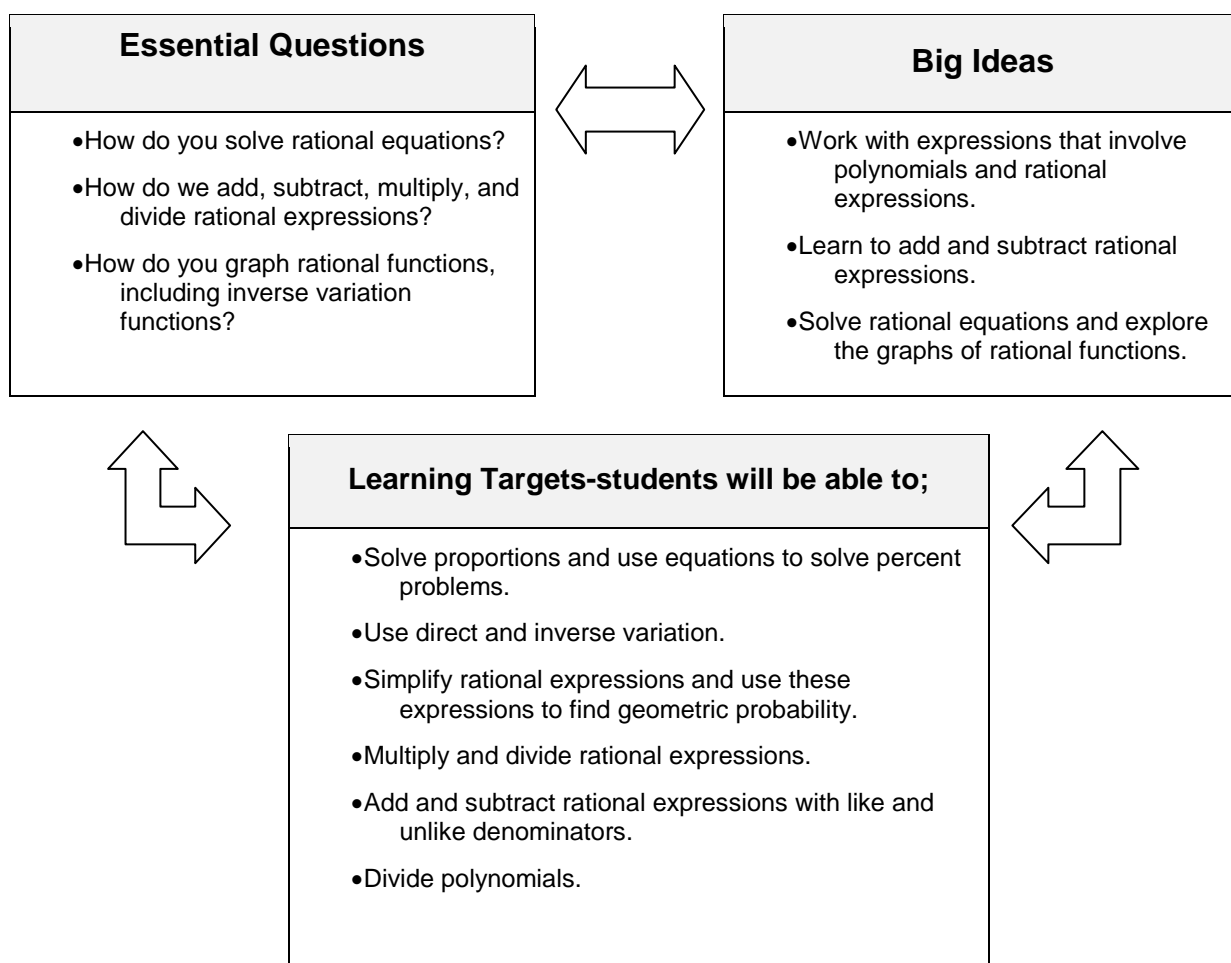 Essential Questions
•How do you solve rational equations?
•How do we add, subtract, multiply, and
divide rational expressions?
•How do you graph rational functions,
including inverse variation
functions?
Big Ideas
•Work with expressions that involve
polynomials and rational
expressions.
•Learn to add and subtract rational
expressions.
•Solve rational equations and explore
the graphs of rational functions.
Learning Targets-students will be able to;
•Solve proportions and use equations to solve percent
problems.
•Use direct and inverse variation.
•Simplify rational expressions and use these
expressions to find geometric probability.
•Multiply and divide rational expressions.
•Add and subtract rational expressions with like and
unlike denominators.
•Divide polynomials.